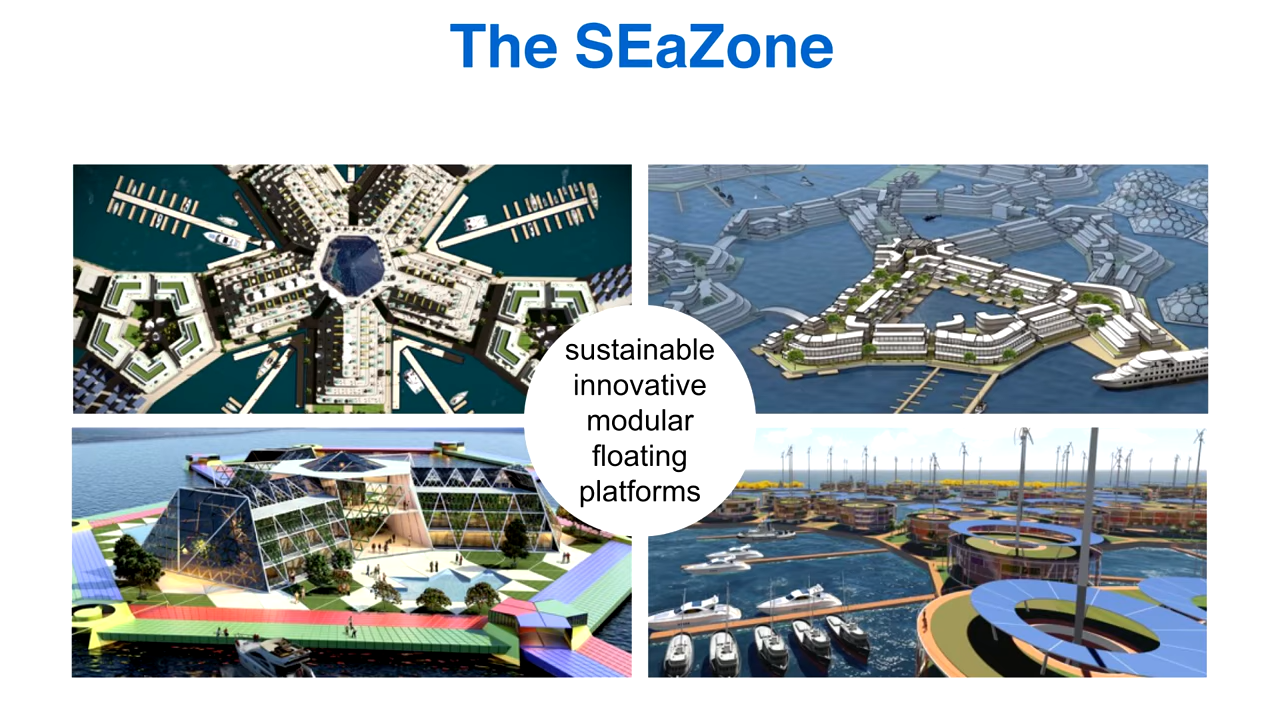 The SEaZone
sustainable
innovative
modular
floating
platforms